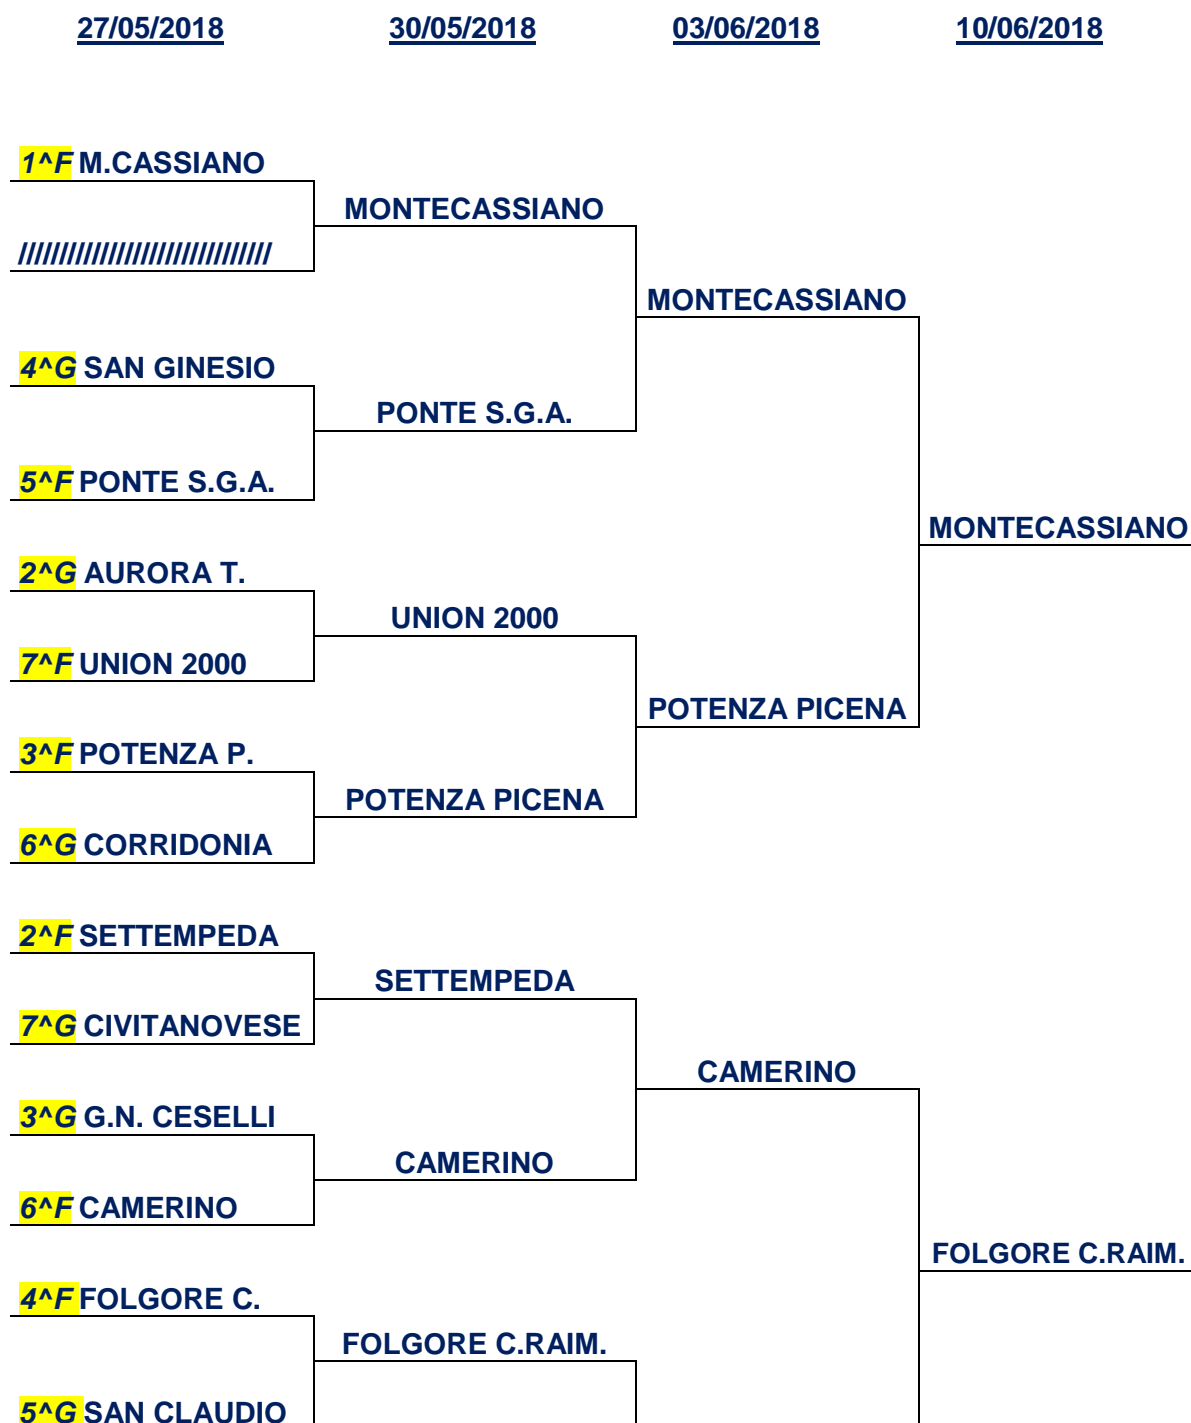 27/05/2018 30/05/2018 03/06/2018 10/06/2018
1^F M.CASSIANO
MONTECASSIANO
///////////////////////////////
MONTECASSIANO
4^G SAN GINESIO
PONTE S.G.A.
5^F PONTE S.G.A.
MONTECASSIANO
2^G AURORA T.
UNION 2000
7^F UNION 2000
POTENZA PICENA
3^F POTENZA P.
POTENZA PICENA
6^G CORRIDONIA
2^F SETTEMPEDA
SETTEMPEDA
7^G CIVITANOVESE
CAMERINO
3^G G.N. CESELLI
CAMERINO
6^F CAMERINO
FOLGORE C.RAIM.
4^F FOLGORE C.
FOLGORE C.RAIM.
5^G SAN CLAUDIO